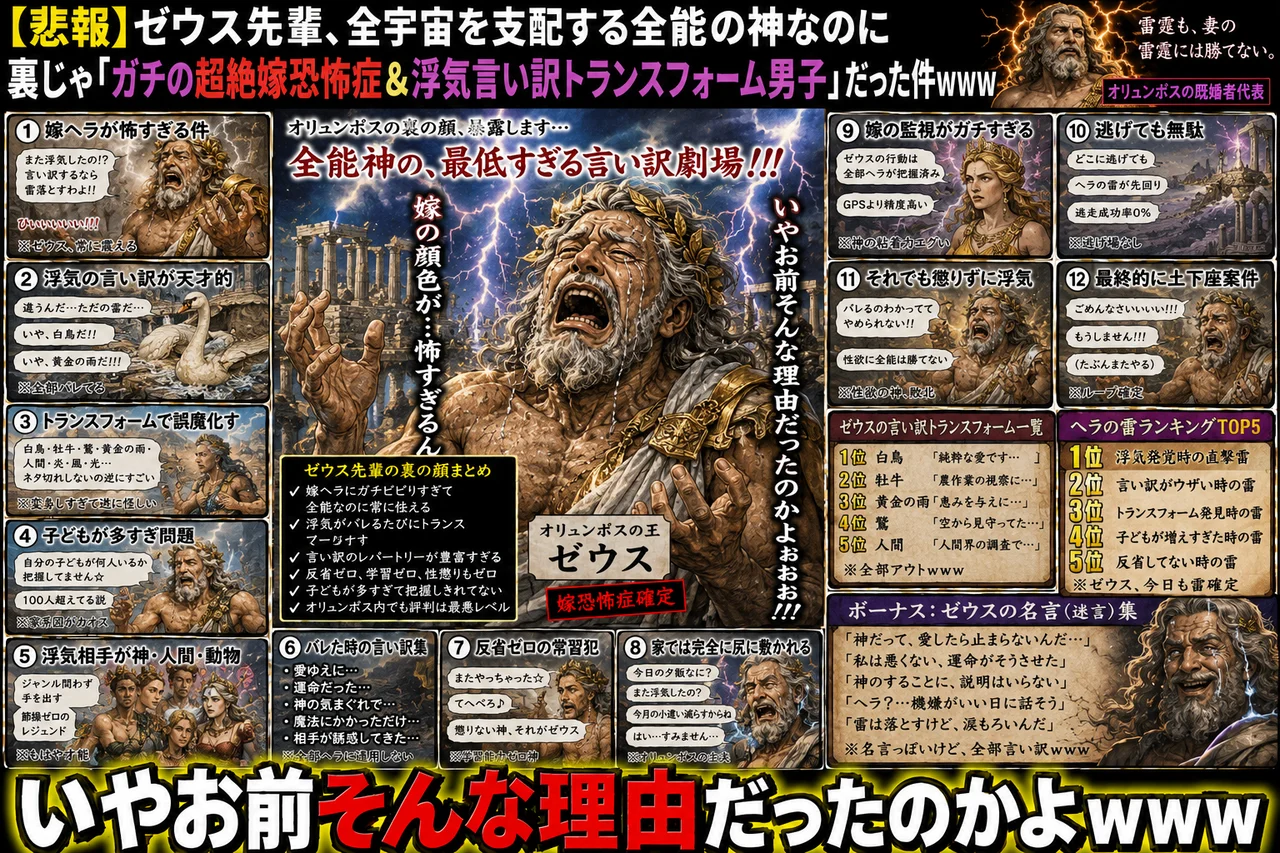 【悲報】ゼウス先輩、全宇宙を支配する全能の神なのに
裏じゃ「ガチの超絶嫁恐怖症&浮気言い訳トランスフォーム男子」だった件www
雷霆も、妻の
雷霆には勝てない。
オリュンポスの既婚者代表
① 嫁ヘラが怖すぎる件
また浮気したの!?
言い訳するなら
雷落とすわよ!!
ひいいいいい!!!
※ゼウス、常に震える
② 浮気の言い訳が天才的
違うんだ…ただの雷だ…
いや、白鳥だ!!
いや、黄金の雨だ!!!
※全部バレてる
③ トランスフォームで誤魔化す
白鳥・牡牛・鷲・黄金の雨・
人間・炎・風・光…
ネタ切れしないの逆にすごい
※変身しすぎて逆に怪しい
④ 子どもが多すぎ問題
自分の子どもが何人いるか
把握してません☆
100人超えてる説
※家系図がカオス
⑤ 浮気相手が神・人間・動物
ジャンル問わず
手を出す
節操ゼロの
レジェンド
※もはや才能
オリュンポスの裏の顔、暴露します…
全能神の、最低すぎる言い訳劇場!!!
嫁の顔色が…怖すぎるん
いやお前そんな理由だったのかよぉぉぉ!!!
ゼウス先輩の裏の顔まとめ
✓ 嫁ヘラにガチビビりすぎて
全能なのに常に怯える
✓ 浮気がバレるたびにトランス
✓ 言い訳のレパートリーが豊富すぎる
✓ 反省ゼロ、学習ゼロ、性懲りもゼロ
✓ 子どもが多すぎて把握しきれてない
✓ オリュンポス内でも評判は最悪レベル
オリュンポスの王
ゼウス
嫁恐怖症確定
⑥ バレた時の言い訳集
・愛ゆえに…
・運命だった…
・神の気まぐれで…
・魔法にかかっただけ…
・相手が誘惑してきた…
※全部ヘラに通用しない
⑦ 反省ゼロの常習犯
またやっちゃった☆
てへぺろ♪
懲りない神、それがゼウス
※学習能力ゼロ神
⑧ 家では完全に尻に敷かれる
今日の夕飯なに?
また浮気したの?
今月の小遣い減らすからね
はい…すみません…
※オリュンポスの主夫
⑨ 嫁の監視がガチすぎる
ゼウスの行動は
全部ヘラが把握済み
GPSより精度高い
※神の粘着力エグい
⑩ 逃げても無駄
どこに逃げても
ヘラの雷が先回り
逃走成功率0%
※逃げ場なし
⑪ それでも懲りずに浮気
バレるのわかってて
やめられない!!
性欲に全能は勝てない
※性欲の神、敗北
⑫ 最終的に土下座案件
ごめんなさいいいい!!!
もうしません!!!
(たぶんまたやる)
※ループ確定
ゼウスの言い訳トランスフォーム一覧
1位 白鳥 「純粋な愛です… 」
2位 牡牛 「農作業の視察に…」
3位 黄金の雨 「恵みを与えに…」
4位 鷲 「空から見守ってた…」
5位 人間 「人間界の調査で…」
※全部アウトwww
ヘラの雷ランキングTOP5
1位 浮気発覚時の直撃雷
2位 言い訳がウザい時の雷
3位 トランスフォーム発見時の雷
4位 子どもが増えすぎた時の雷
5位 反省してない時の雷
※ゼウス、今日も雷確定
ボーナス:ゼウスの名言(迷言)集
「神だって、愛したら止まらないんだ…」
「私は悪くない、運命がそうさせた」
「神のすることに、説明はいらない」
「ヘラ?…機嫌がいい日に話そう」
「雷は落とすけど、涙もろいんだ」
※名言っぽいけど、全部言い訳www
いやお前そんな理由だったのかよwww